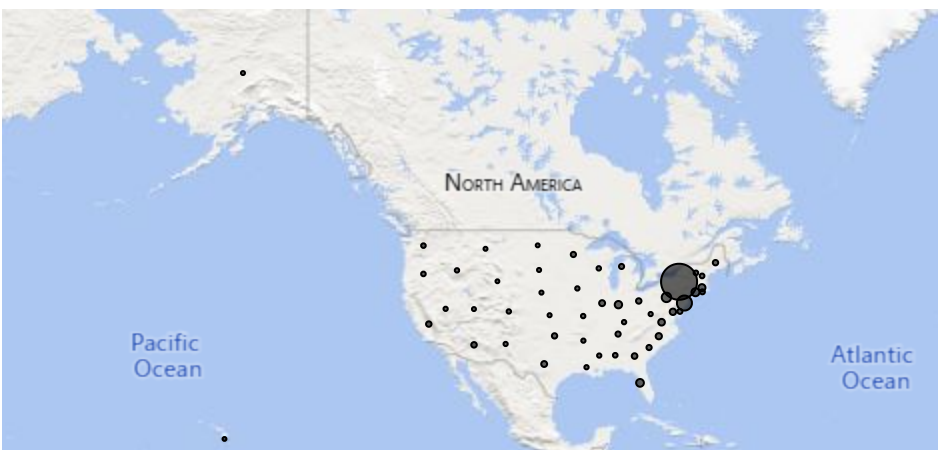 NORTH AMERICA
Pacific
Ocean
Atlantic
Ocean